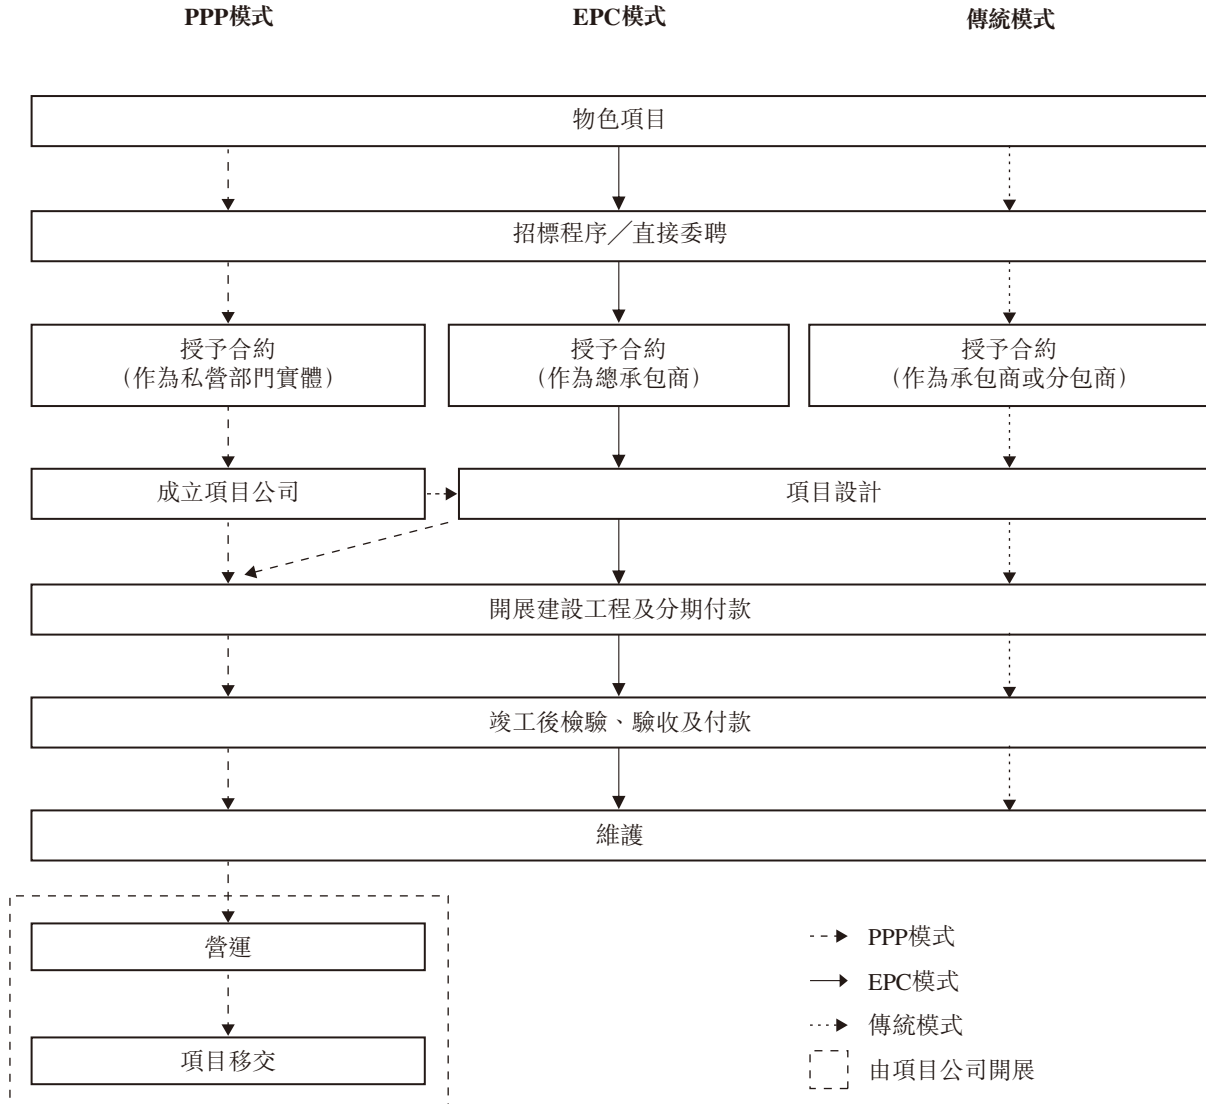 PPP模式
EPC模式
傳統模式
物色項目
招標程序／直接委聘
授予合約
（作為私營部門實體）
授予合約
（作為總承包商）
授予合約
（作為承包商或分包商）
成立項目公司
項目設計
開展建設工程及分期付款
竣工後檢驗、驗收及付款
維護
營運
項目移交
PPP模式
EPC模式
傳統模式
由項目公司開展